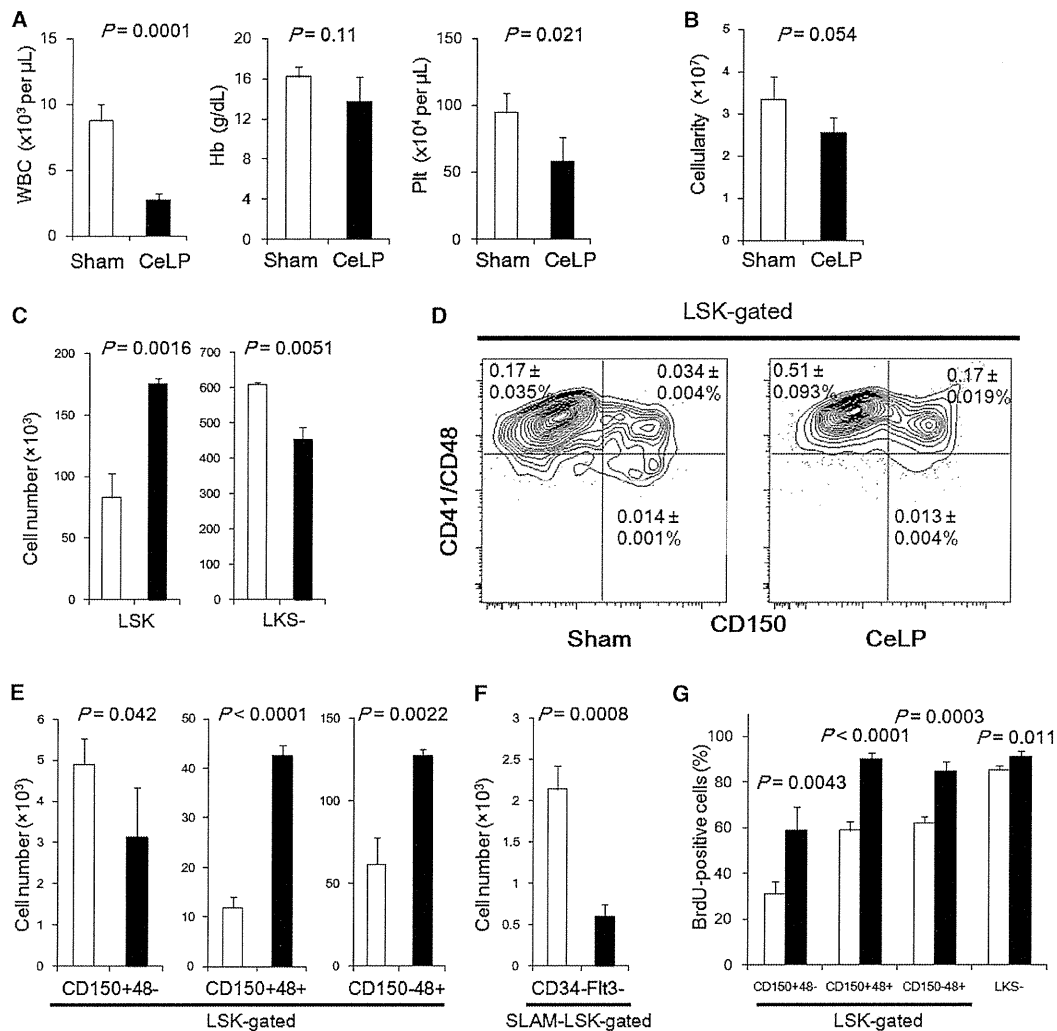 A
P = 0.0001
WBC (x10³ per µL)
15
10
5
0
Sham CeLP
P = 0.11
Hb (g/dL)
20
16
12
8
4
0
Sham CeLP
P = 0.021
Plt (x10⁴ per µL)
150
100
50
0
Sham CeLP
B
P = 0.054
Cellularity (×10⁷)
5
4
3
2
1
0
Sham CeLP
C
P = 0.0016
Cell number (×10³)
200
150
100
50
0
LSK
P = 0.0051
700
600
500
400
300
200
100
0
LKS-
D
LSK-gated
0.17 ±
0.035%
0.034 ±
0.004%
0.014 ±
0.001%
0.51 ±
0.093%
0.17 ±
0.019%
0.013 ±
0.004%
CD41/CD48
CD150
Sham
CeLP
E
P = 0.042
Cell number (×10³)
6
5
4
3
2
1
0
CD150+48-
P < 0.0001
50
40
30
20
10
0
CD150+48+
P = 0.0022
150
100
50
0
CD150-48+
LSK-gated
F
P = 0.0008
Cell number (×10³)
3
2.5
2
1.5
1
0.5
0
CD34-Flt3-
SLAM-LSK-gated
G
P = 0.0003
P < 0.0001
P = 0.011
P = 0.0043
BrdU-positive cells (%)
100
80
60
40
20
0
CD150+48- CD150+48+ CD150-48+ LKS-
LSK-gated